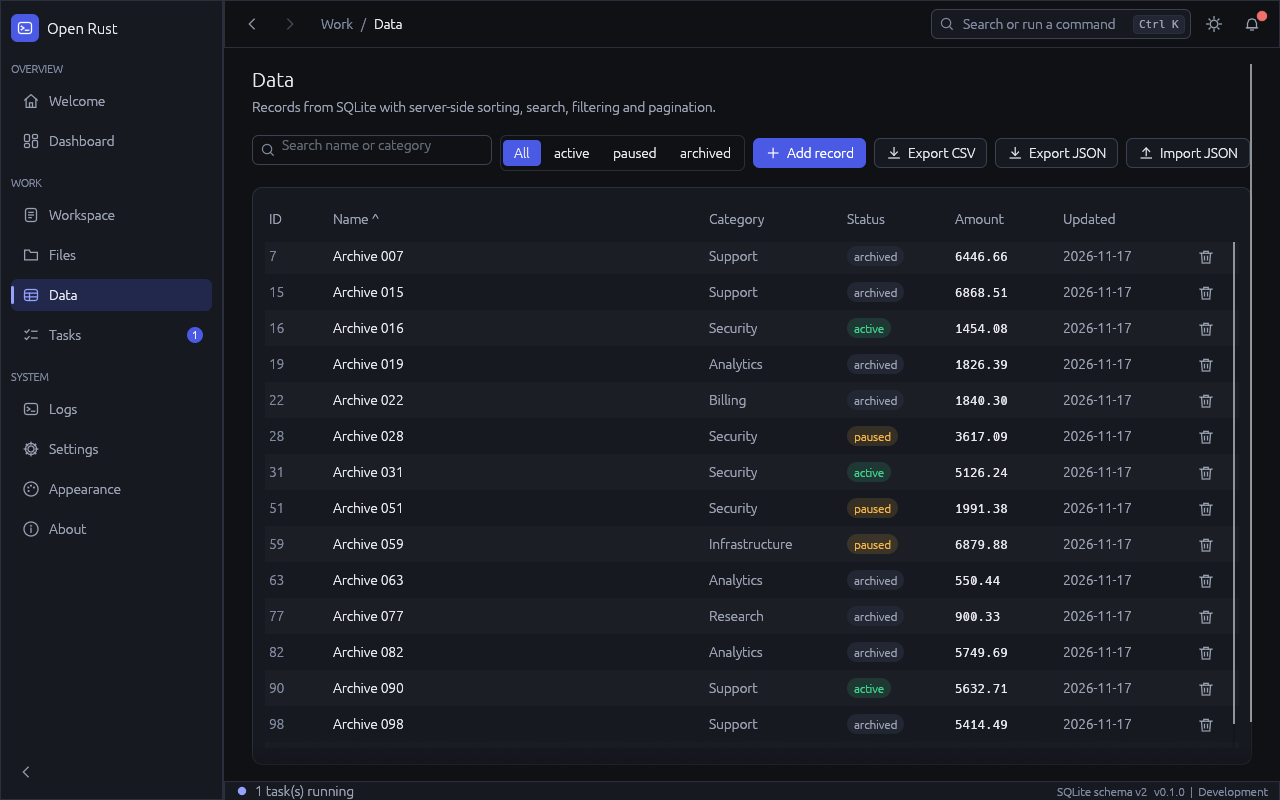 Open Rust
OVERVIEW
Welcome
Dashboard
WORK
Workspace
Files
Data
Tasks 1
SYSTEM
Logs
Settings
Appearance
About
Work / Data
Search or run a command Ctrl K
Data
Records from SQLite with server-side sorting, search, filtering and pagination.
Search name or category
All active paused archived
+ Add record
Export CSV
Export JSON
Import JSON
ID Name ^ Category Status Amount Updated
7 Archive 007 Support archived 6446.66 2026-11-17
15 Archive 015 Support archived 6868.51 2026-11-17
16 Archive 016 Security active 1454.08 2026-11-17
19 Archive 019 Analytics archived 1826.39 2026-11-17
22 Archive 022 Billing archived 1840.30 2026-11-17
28 Archive 028 Security paused 3617.09 2026-11-17
31 Archive 031 Security active 5126.24 2026-11-17
51 Archive 051 Security paused 1991.38 2026-11-17
59 Archive 059 Infrastructure paused 6879.88 2026-11-17
63 Archive 063 Analytics archived 550.44 2026-11-17
77 Archive 077 Research archived 900.33 2026-11-17
82 Archive 082 Analytics archived 5749.69 2026-11-17
90 Archive 090 Support active 5632.71 2026-11-17
98 Archive 098 Support archived 5414.49 2026-11-17
1 task(s) running
SQLite schema v2 v0.1.0 | Development